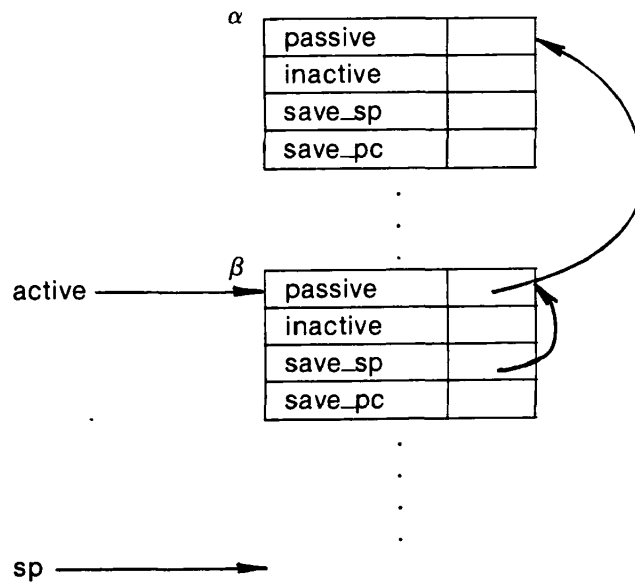 α
passive
inactive
save_sp
save_pc
β
active
passive
inactive
save_sp
save_pc
sp